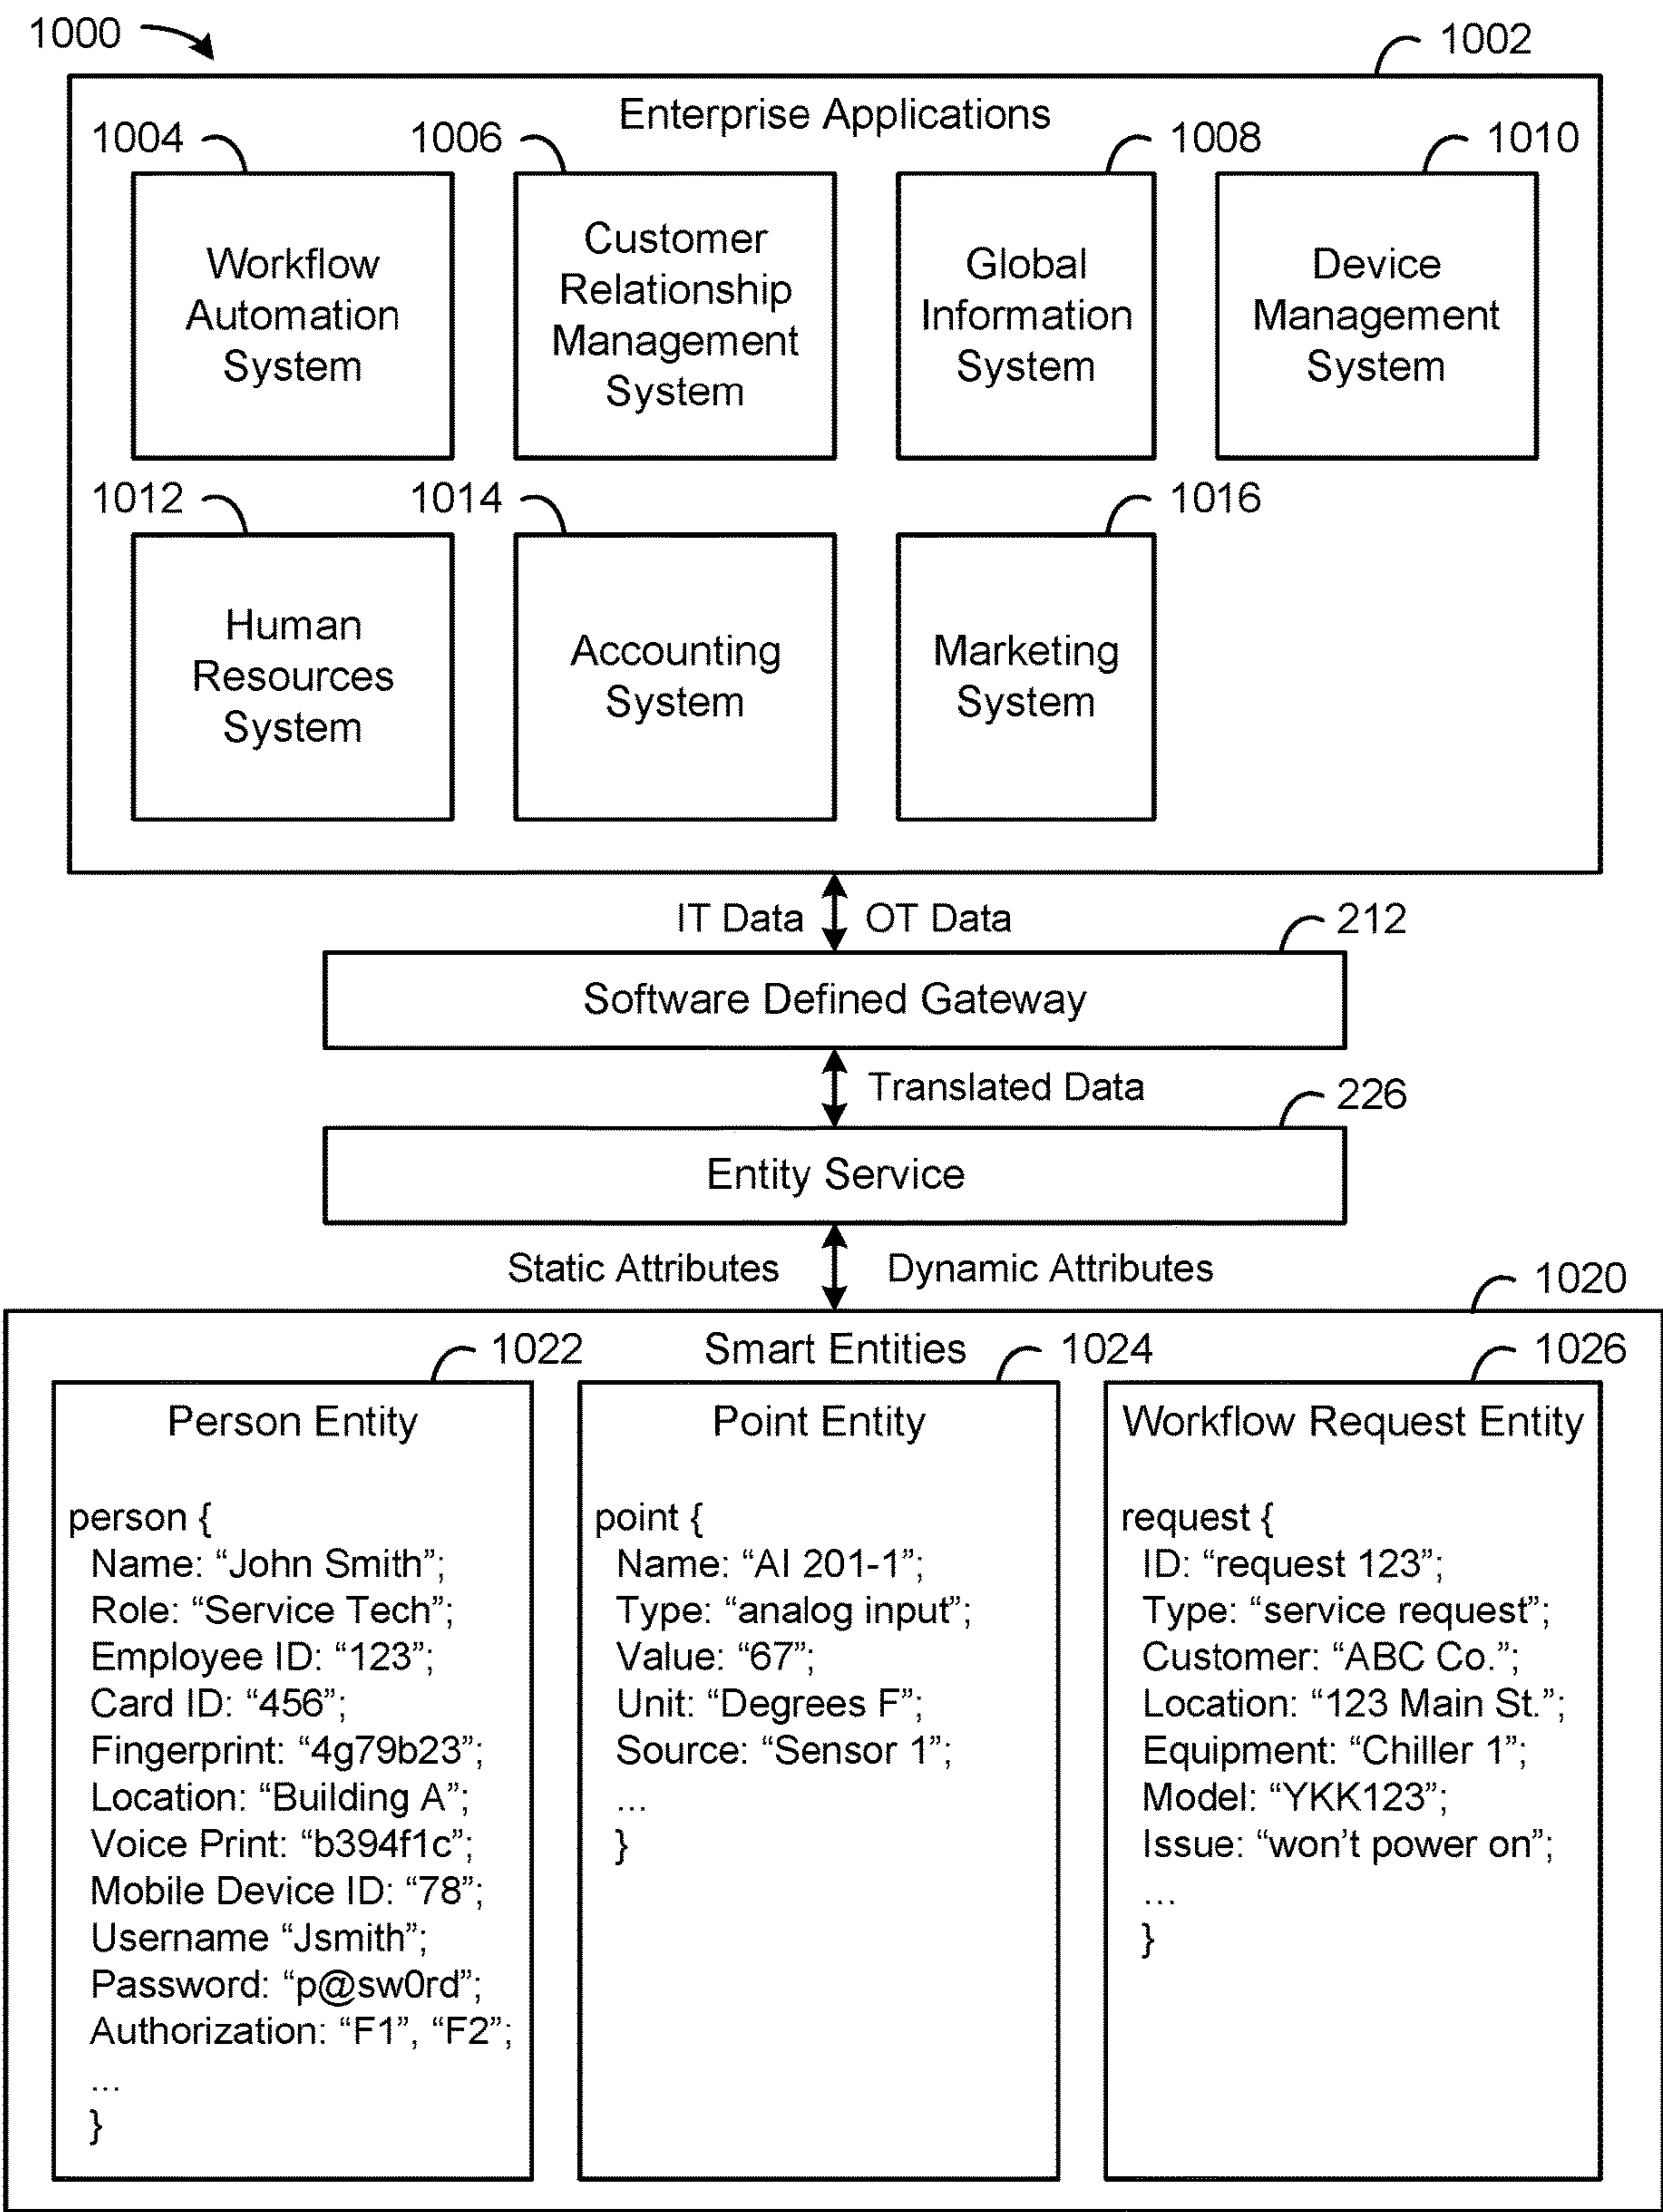 1000
1002
Enterprise Applications
1004
1006
1008
1010
Workflow
Automation
System
Customer
Relationship
Management
System
Global
Information
System
Device
Management
System
1012
1014
1016
Human
Resources
System
Accounting
System
Marketing
System
IT Data
OT Data
212
Software Defined Gateway
Translated Data
226
Entity Service
Static Attributes
Dynamic Attributes
1020
Smart Entities
1022
1024
1026
Person Entity
person {
Name: “John Smith”;
Role: “Service Tech”;
Employee ID: “123”;
Card ID: “456”;
Fingerprint: “4g79b23”;
Location: “Building A”;
Voice Print: “b394f1c”;
Mobile Device ID: “78”;
Username “Jsmith”;
Password: “p@sw0rd”;
Authorization: “F1”, “F2”;
...
}
Point Entity
point {
Name: “AI 201-1”;
Type: “analog input”;
Value: “67”;
Unit: “Degrees F”;
Source: “Sensor 1”;
...
}
Workflow Request Entity
request {
ID: “request 123”;
Type: “service request”;
Customer: “ABC Co.”;
Location: “123 Main St.”;
Equipment: “Chiller 1”;
Model: “YKK123”;
Issue: “won’t power on”;
...
}